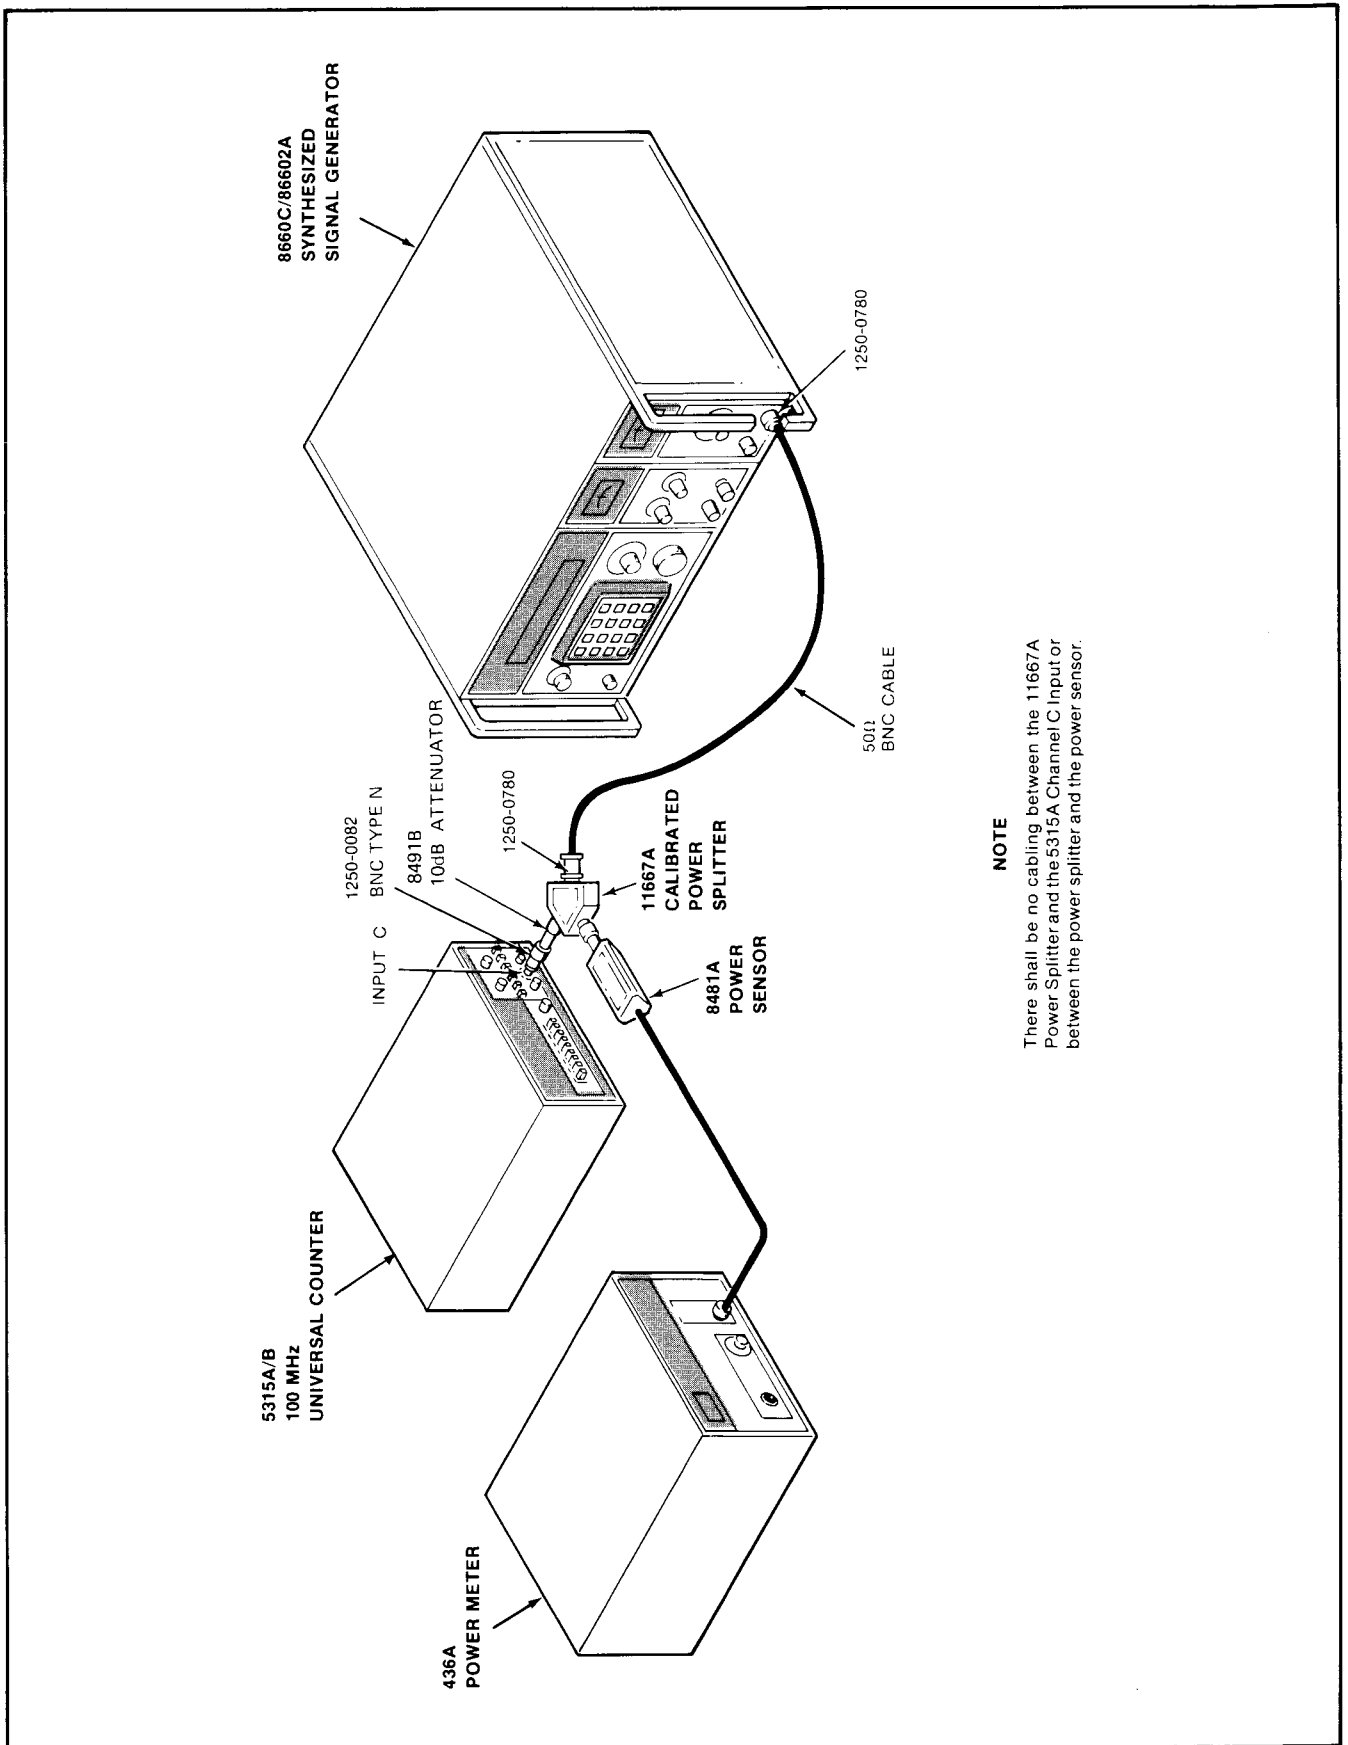 8660C/86602A
SYNTHESIZED
SIGNAL GENERATOR
5315A/B
100 MHz
UNIVERSAL COUNTER
INPUT C
1250-0082
BNC TYPE N
8491B
10dB ATTENUATOR
1250-0780
1250-0780
436A
POWER METER
11667A
CALIBRATED
POWER
SPLITTER
8481A
POWER
SENSOR
50Ω
BNC CABLE
NOTE
There shall be no cabling between the 11667A
Power Splitter and the 5315A Channel C Input or
between the power splitter and the power sensor.